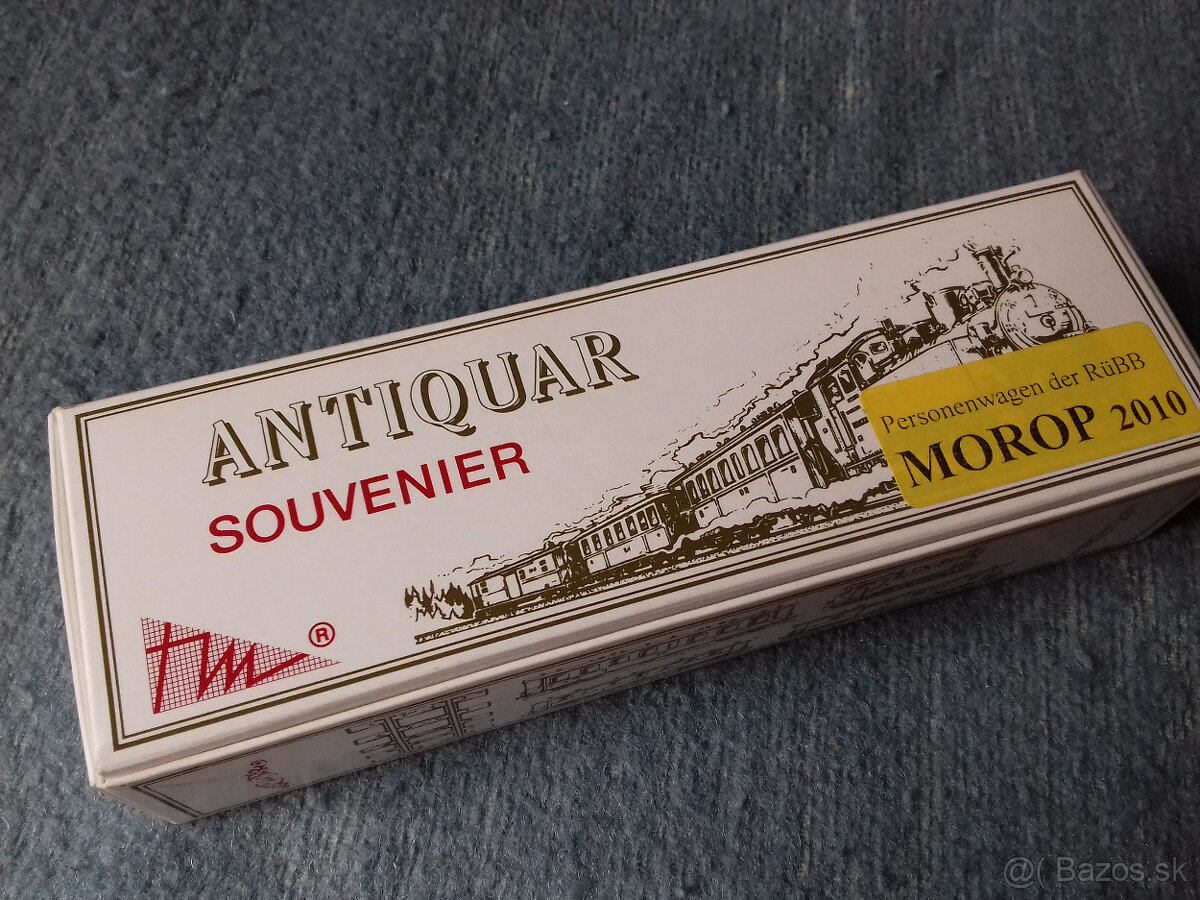 ANTIQUAR
SOUVENIER
Personenwagen der RüBB
MOROP 2010
®
@( Bazos.sk